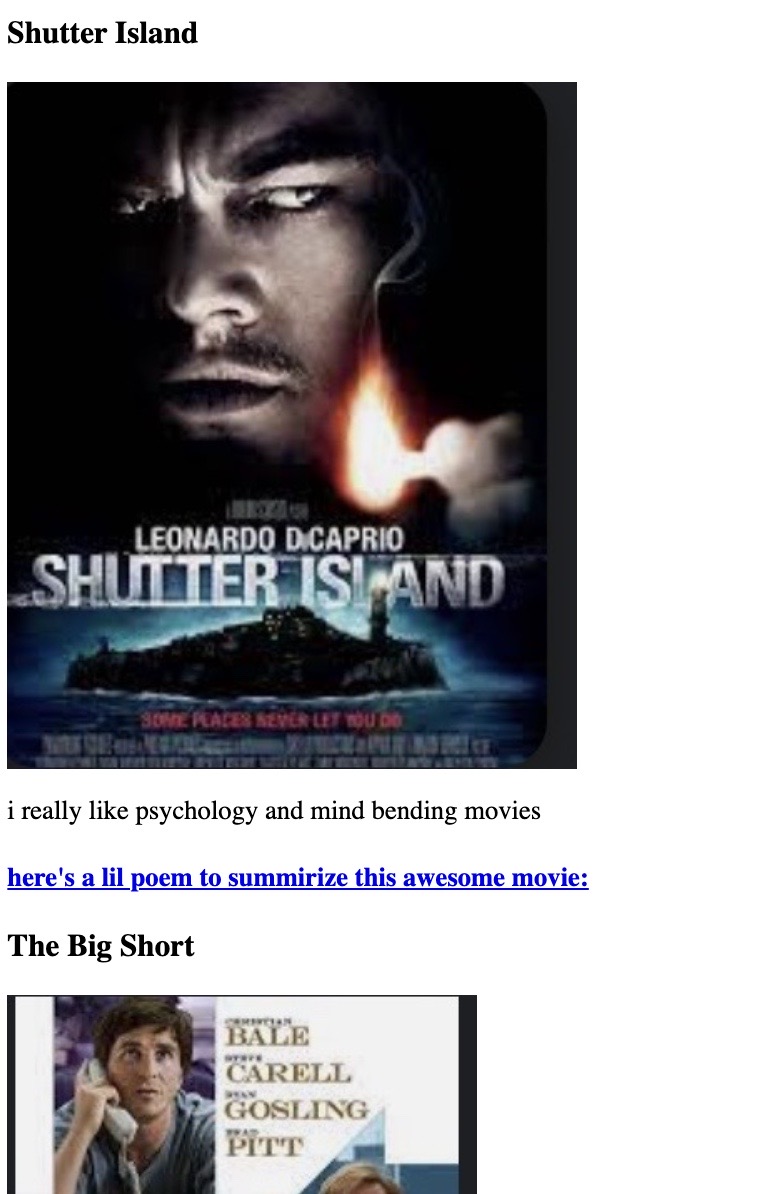 Shutter Island
LEONARDO DiCAPRIO
SHUTTER ISLAND
SOME PLACES NEVER LET YOU GO
i really like psychology and mind bending movies
here's a lil poem to summirize this awesome movie:
The Big Short
CHRISTIAN
BALE
STEVE
CARELL
RYAN
GOSLING
BRAD
PITT